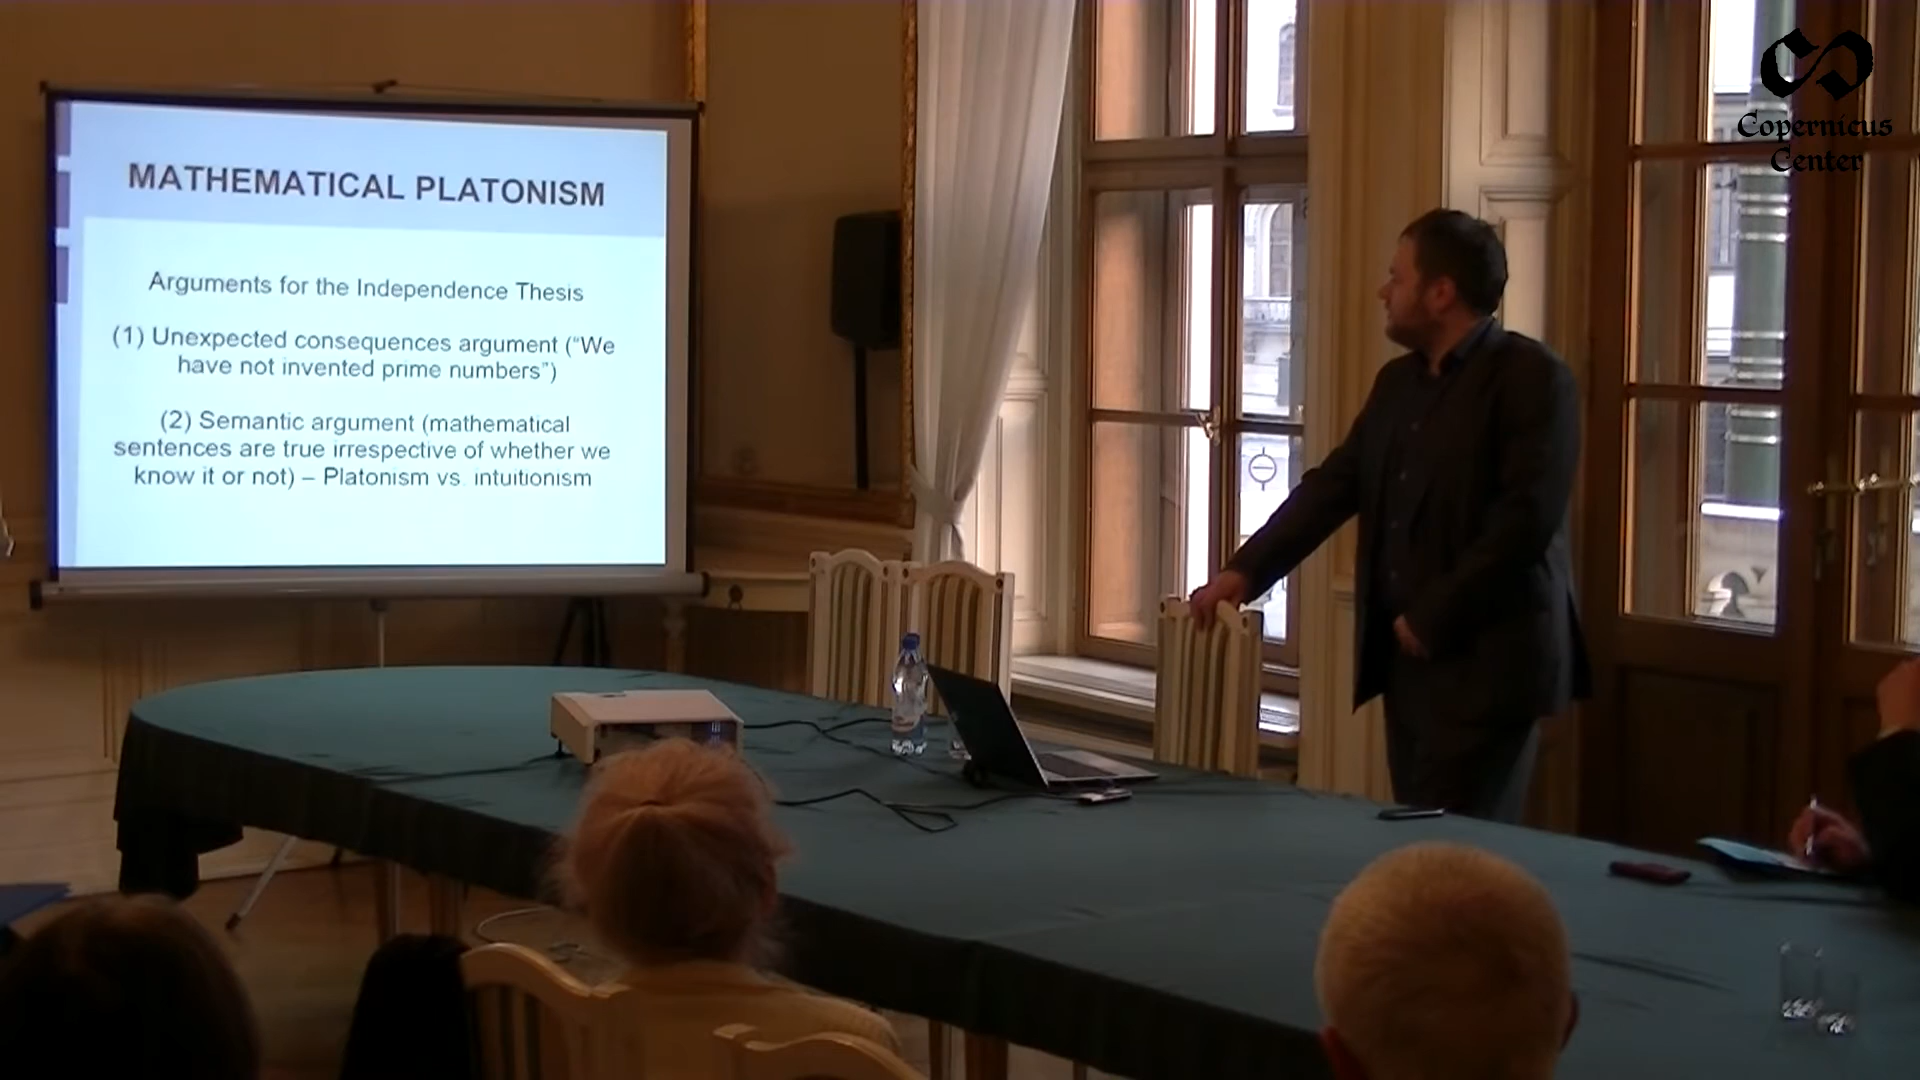 MATHEMATICAL PLATONISM
Arguments for the Independence Thesis
(1) Unexpected consequences argument ("We
have not invented prime numbers")
(2) Semantic argument (mathematical
sentences are true irrespective of whether we
know it or not) – Platonism vs. intuitionism
Copernicus
Center